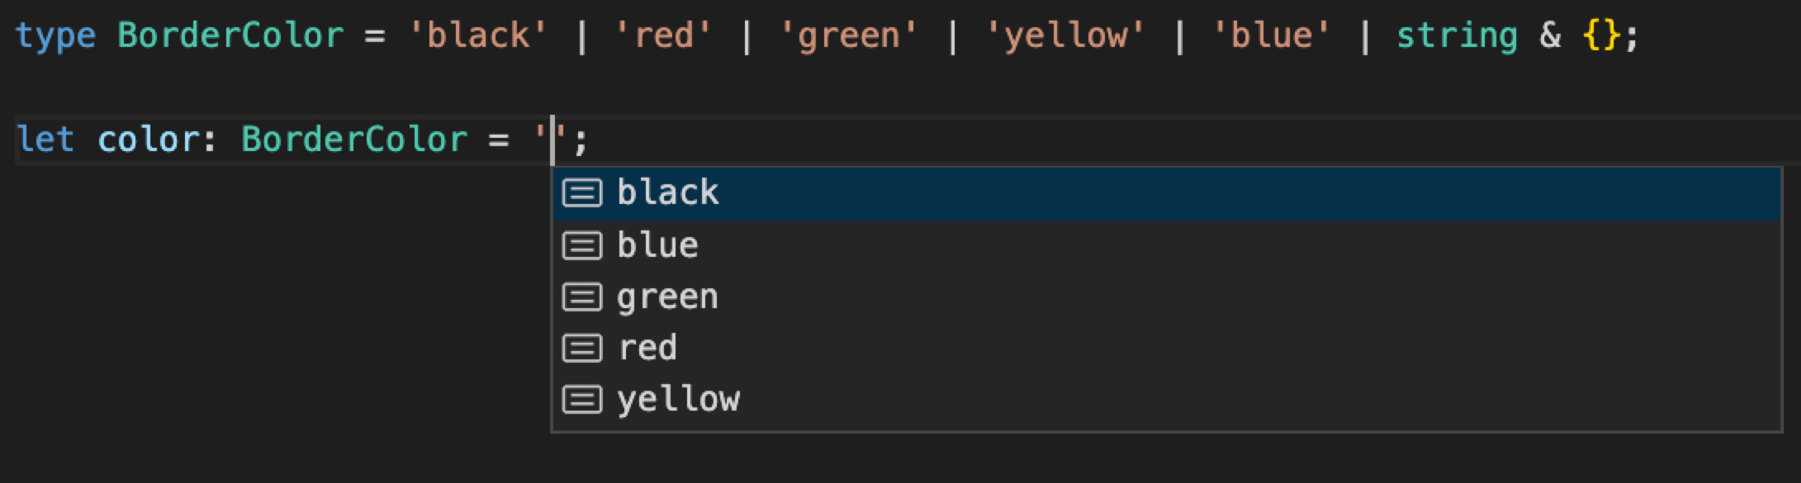 type BorderColor = 'black' | 'red' | 'green' | 'yellow' | 'blue' | string & {};
let color: BorderColor = '';
black
blue
green
red
yellow